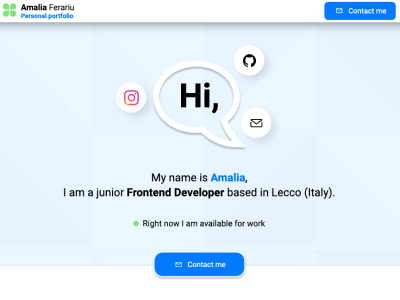 Amalia Ferariu
Personal portfolio
Contact me
Hi,
My name is Amalia,
I am a junior Frontend Developer based in Lecco (Italy).
Right now I am available for work
Contact me